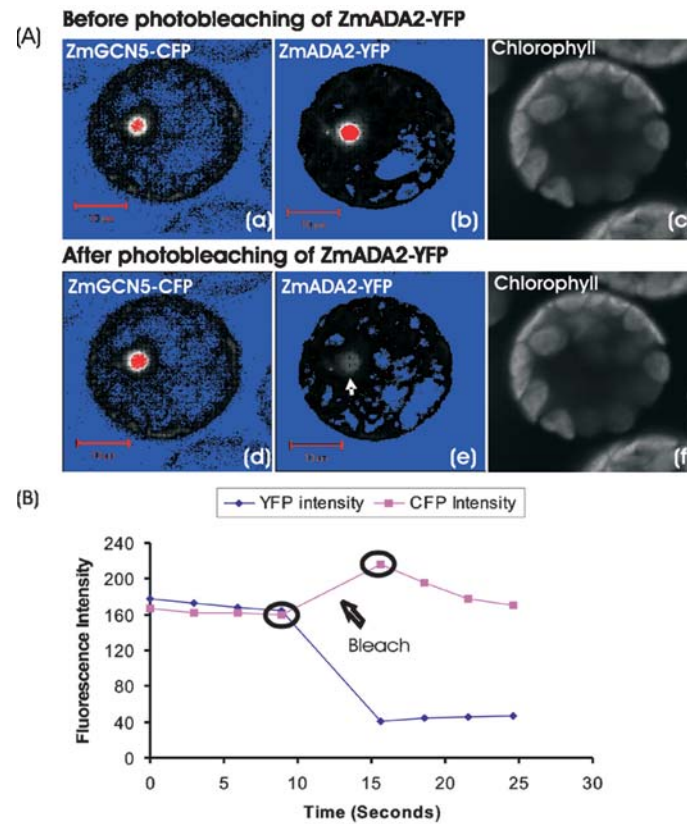 Before photobleaching of ZmADA2-YFP
(A)
ZmGCN5-CFP
ZmADA2-YFP
Chlorophyll
(a)
(b)
(c)
After photobleaching of ZmADA2-YFP
ZmGCN5-CFP
ZmADA2-YFP
Chlorophyll
(d)
(e)
(f)
(B)
YFP intensity CFP Intensity
240
200
160
120
80
40
0
Fluorescence Intensity
Bleach
0 5 10 15 20 25 30
Time (Seconds)